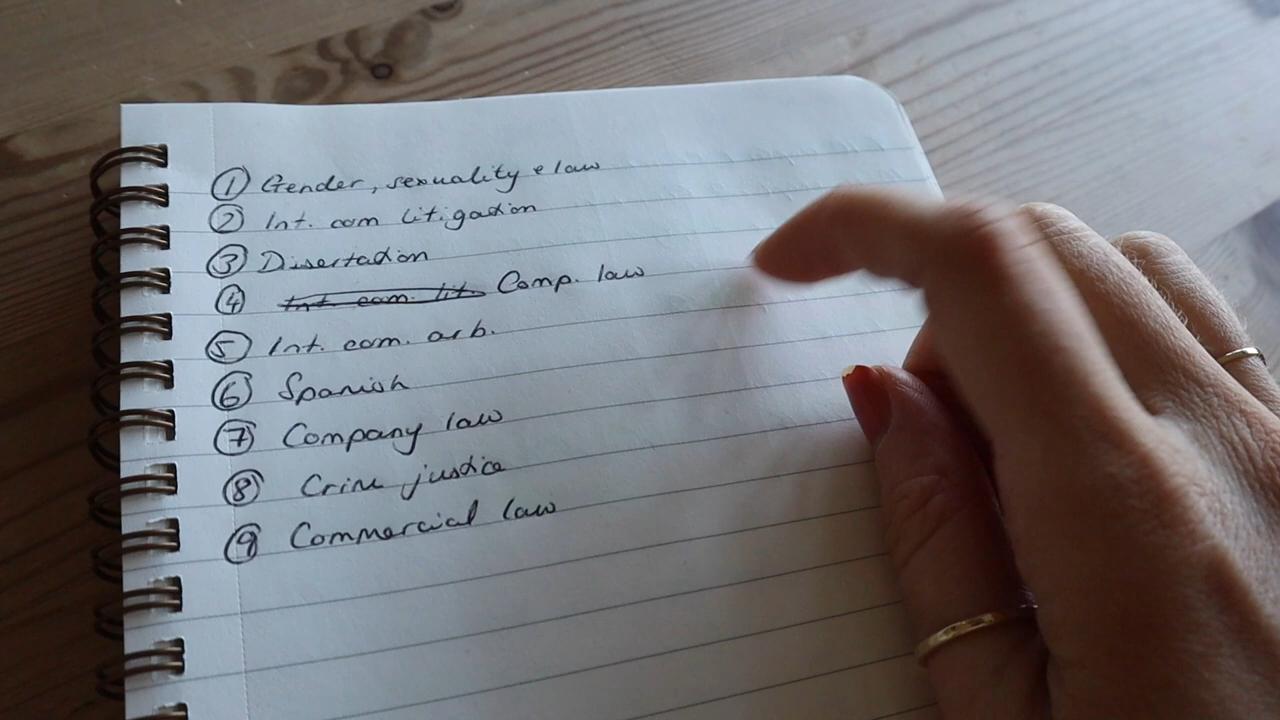 ① Gender, sexuality & law
② Int. com litigation
③ Disertation
④ Int com. lit. Comp. law
⑤ Int. com. arb.
⑥ Spanish
⑦ Company law
⑧ Crim justice
⑨ Commercial law